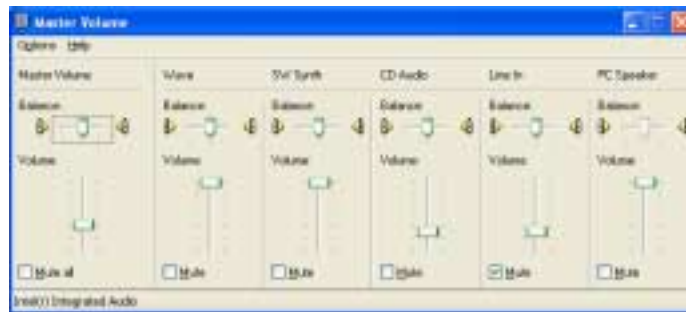 Master Volume
Options Help
Master Volume Wave SW Synth CD Audio Line In PC Speaker
Balance Balance Balance Balance Balance Balance
Volume Volume Volume Volume Volume Volume
Mute all Mute Mute Mute Mute Mute
Intel(r) Integrated Audio